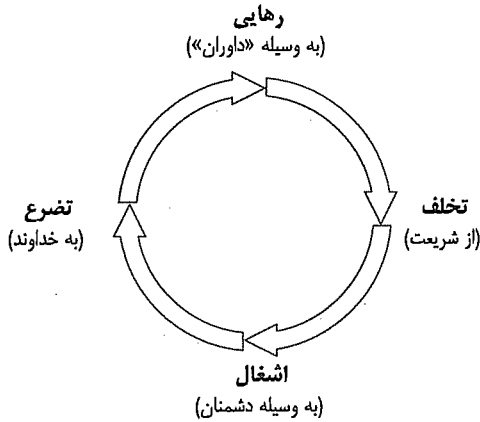 رهایی
(به وسیله «داوران»)
تخلف
(از شریعت)
تضرع
(به خداوند)
اشغال
(به وسیله دشمنان)